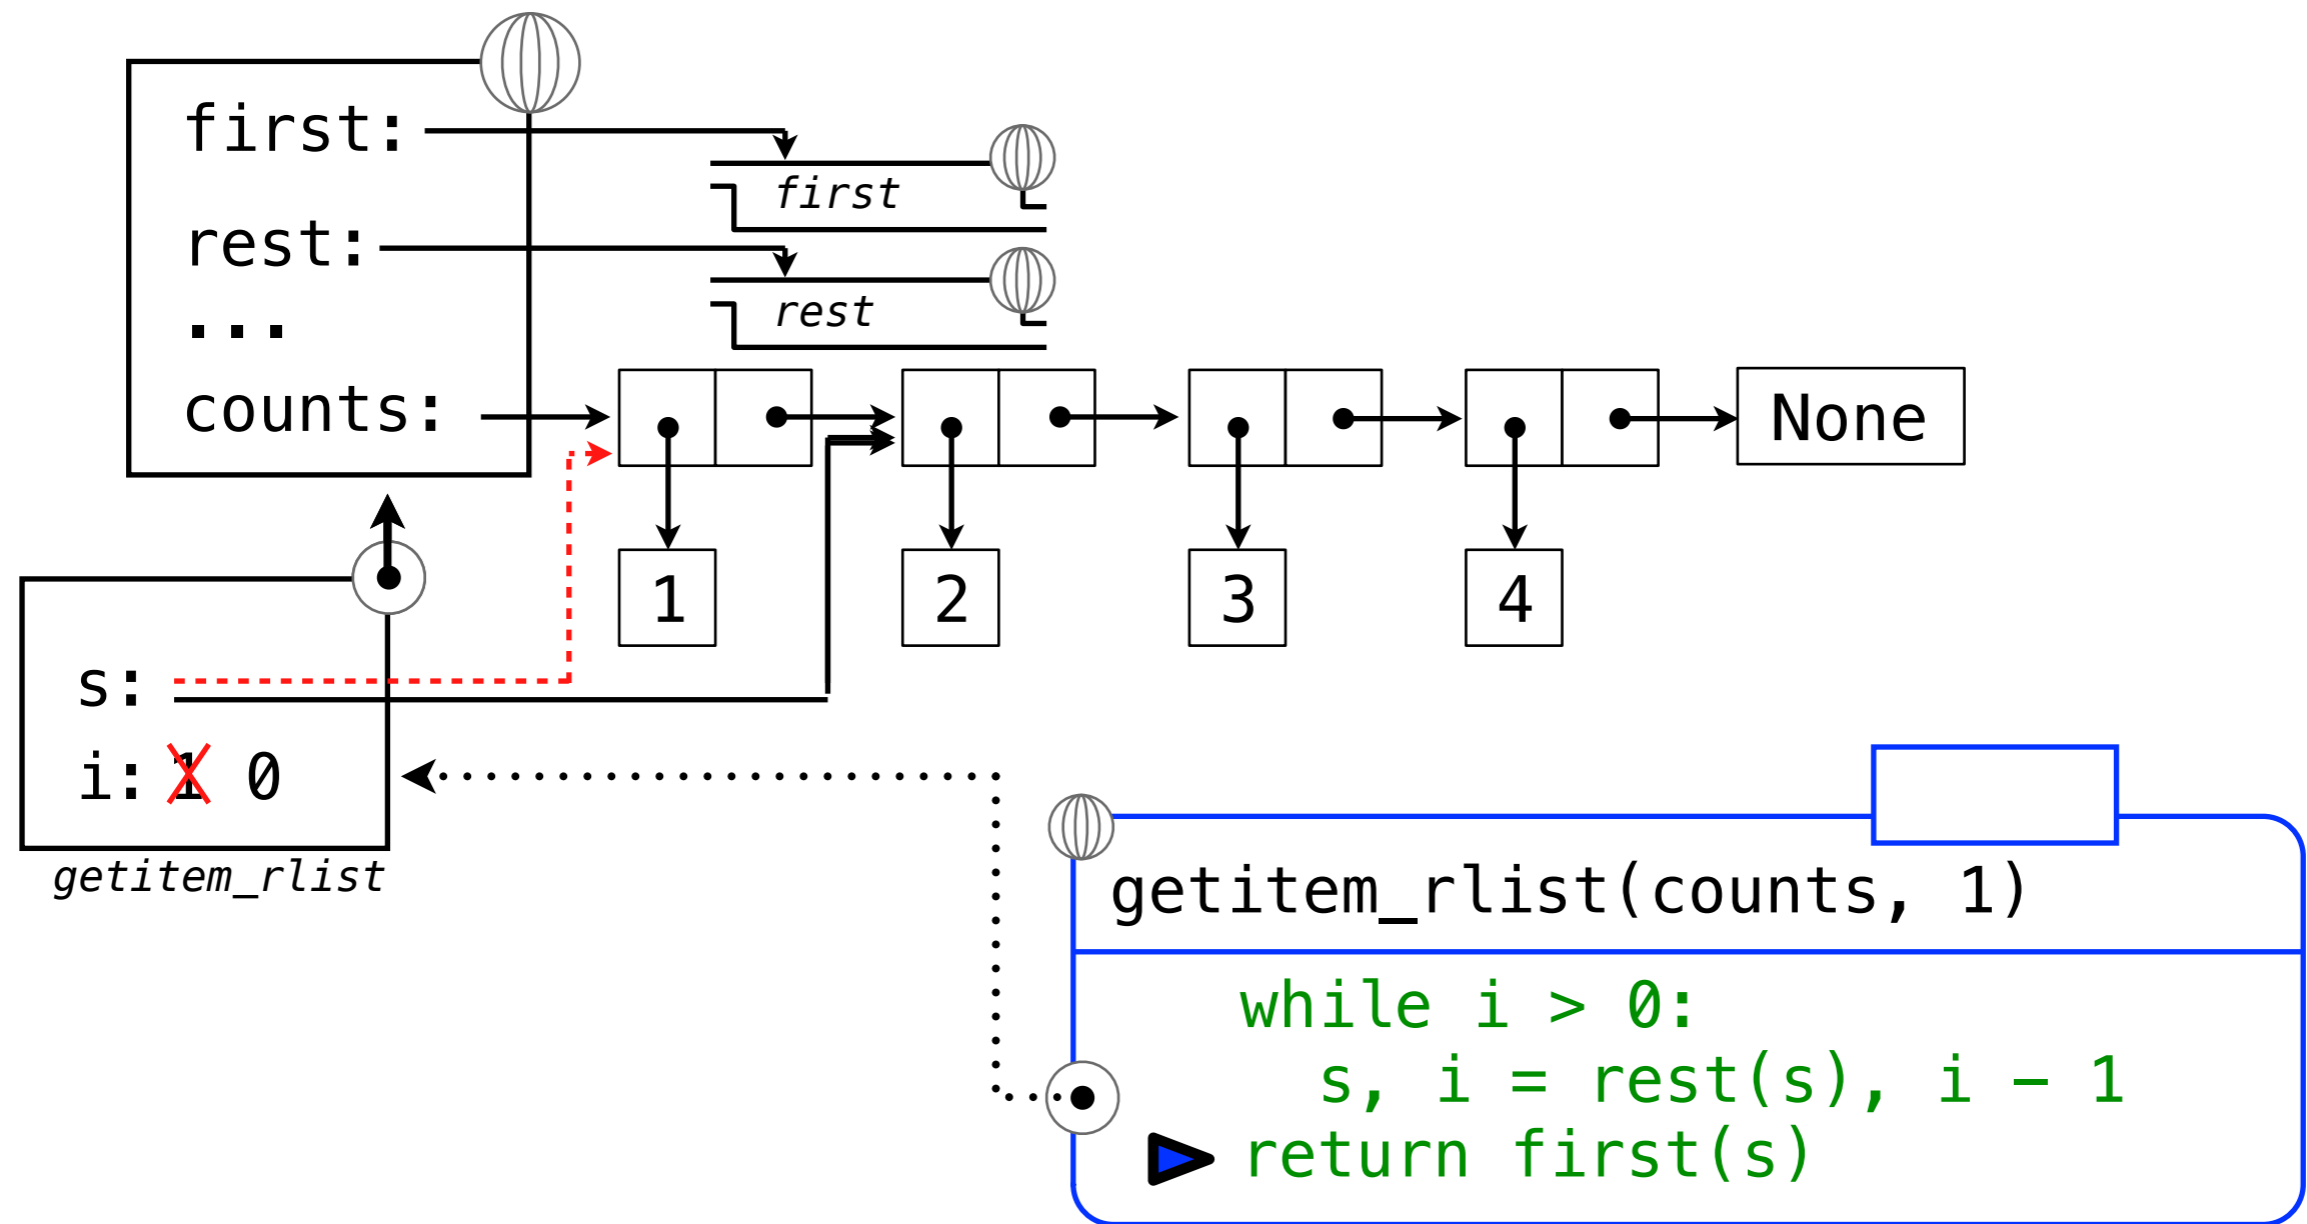 first:
first
rest:
rest
...
counts:
None
1 2 3 4
s:
i: 1 0
getitem_rlist
getitem_rlist(counts, 1)
while i > 0:
s, i = rest(s), i - 1
return first(s)